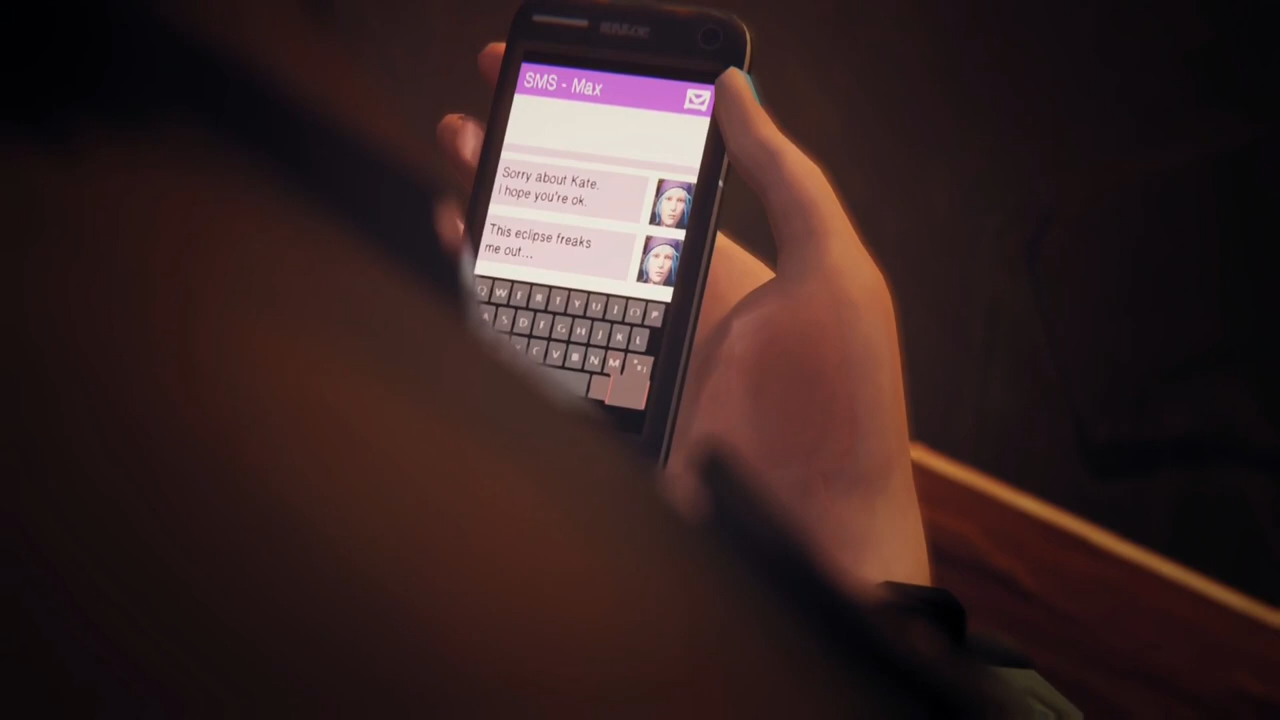 SMS - Max
Sorry about Kate.
I hope you're ok.
This eclipse freaks
me out...
Q W E R T Y U I O P
A S D F G H J K L
C V B N M